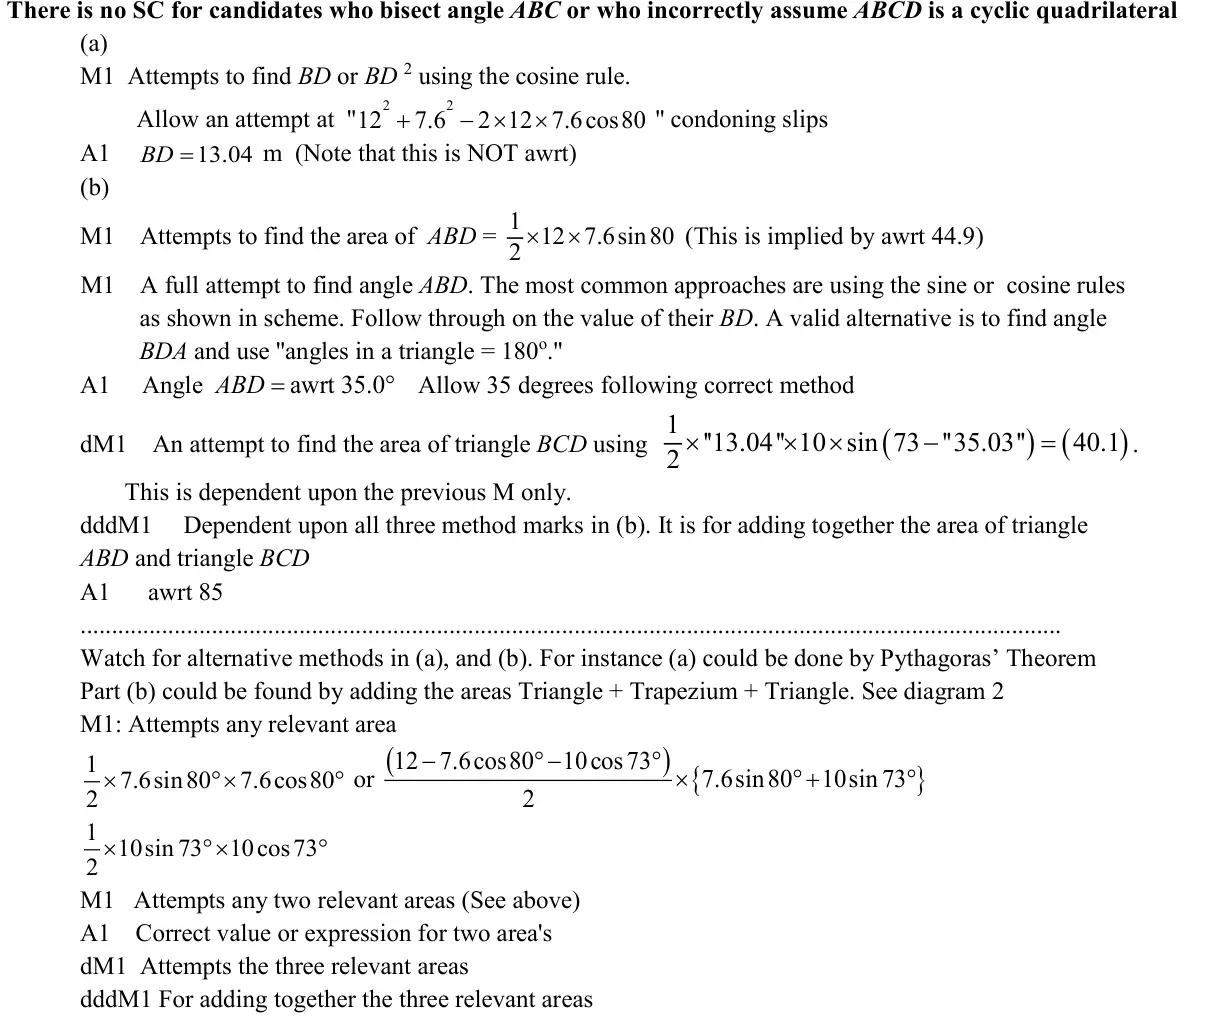 There is no SC for candidates who bisect angle ABC or who incorrectly assume ABCD is a cyclic quadrilateral
(a)
M1 Attempts to find BD or BD² using the cosine rule.
Allow an attempt at "12² + 7.6² − 2×12×7.6cos80 " condoning slips
A1 BD = 13.04 m (Note that this is NOT awrt)
(b)
M1 Attempts to find the area of ABD = 1/2 ×12×7.6sin80 (This is implied by awrt 44.9)
M1 A full attempt to find angle ABD. The most common approaches are using the sine or cosine rules
as shown in scheme. Follow through on the value of their BD. A valid alternative is to find angle
BDA and use "angles in a triangle = 180º."
A1 Angle ABD = awrt 35.0° Allow 35 degrees following correct method
dM1 An attempt to find the area of triangle BCD using 1/2 ×"13.04"×10×sin(73−"35.03")=(40.1).
This is dependent upon the previous M only.
dddM1 Dependent upon all three method marks in (b). It is for adding together the area of triangle
ABD and triangle BCD
A1 awrt 85
............................................................................................................................................................
Watch for alternative methods in (a), and (b). For instance (a) could be done by Pythagoras’ Theorem
Part (b) could be found by adding the areas Triangle + Trapezium + Triangle. See diagram 2
M1: Attempts any relevant area
1/2 ×7.6sin80°×7.6cos80° or (12−7.6cos80°−10cos73°)/2 ×{7.6sin80°+10sin73°}
1/2 ×10sin73°×10cos73°
M1 Attempts any two relevant areas (See above)
A1 Correct value or expression for two area's
dM1 Attempts the three relevant areas
dddM1 For adding together the three relevant areas